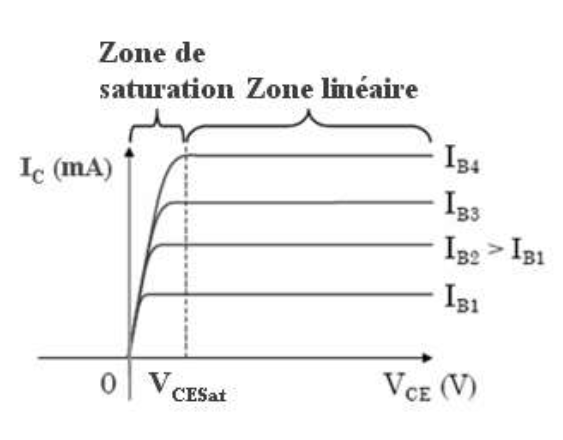 Zone de
saturation Zone linéaire
I_C (mA)
I_B4
I_B3
I_B2 > I_B1
I_B1
0 V_CESat V_CE (V)